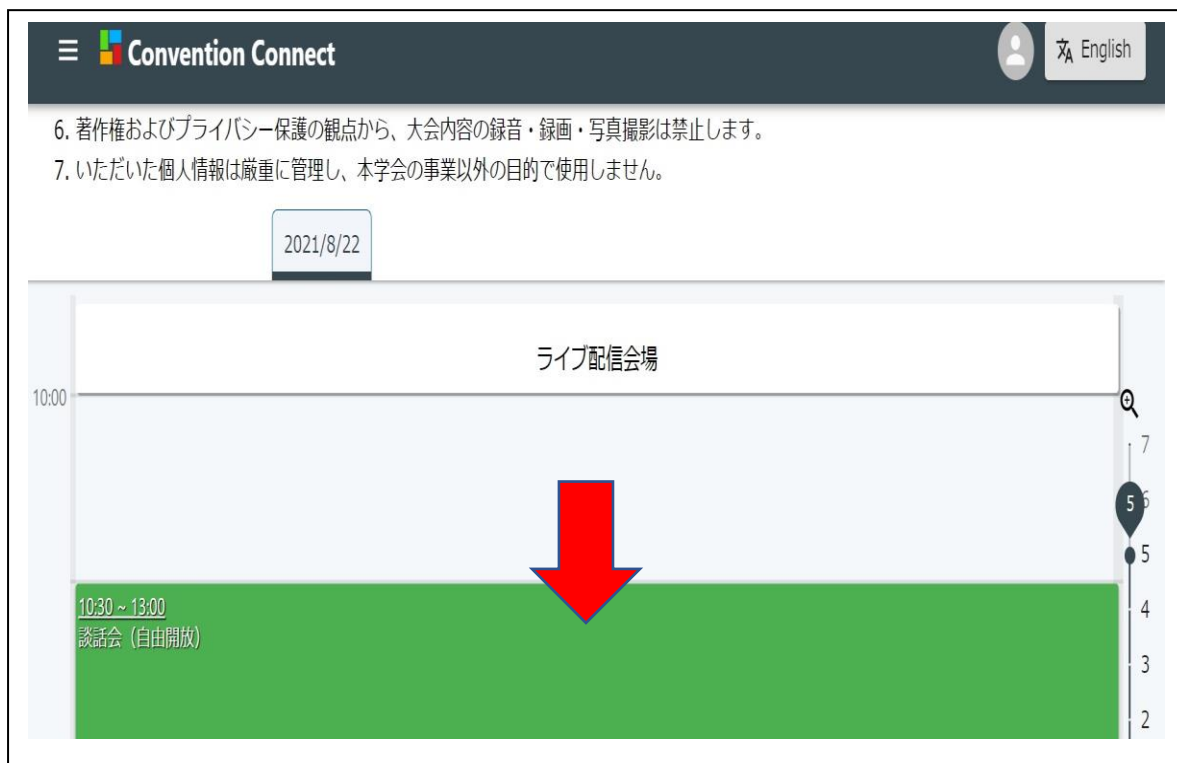 Convention Connect
English
6. 著作権およびプライバシー保護の観点から、大会内容の録音・録画・写真撮影は禁止します。
7. いただいた個人情報は厳重に管理し、本学会の事業以外の目的で使用しません。
2021/8/22
ライブ配信会場
10:00
7
5
6
5
10:30 ~ 13:00
談話会（自由開放）
4
3
2